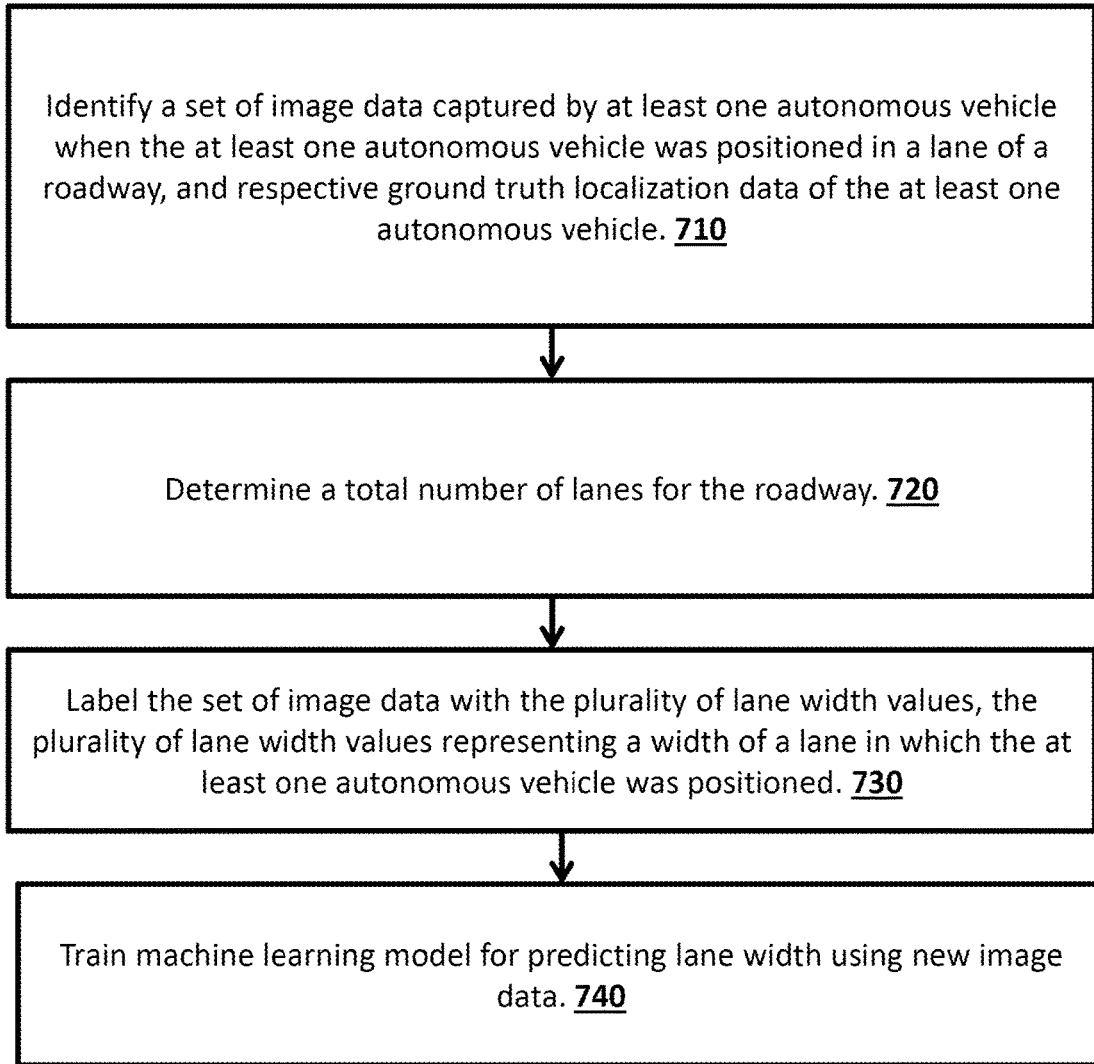 Identify a set of image data captured by at least one autonomous vehicle
when the at least one autonomous vehicle was positioned in a lane of a
roadway, and respective ground truth localization data of the at least one
autonomous vehicle. 710
Determine a total number of lanes for the roadway. 720
Label the set of image data with the plurality of lane width values, the
plurality of lane width values representing a width of a lane in which the at
least one autonomous vehicle was positioned. 730
Train machine learning model for predicting lane width using new image
data. 740